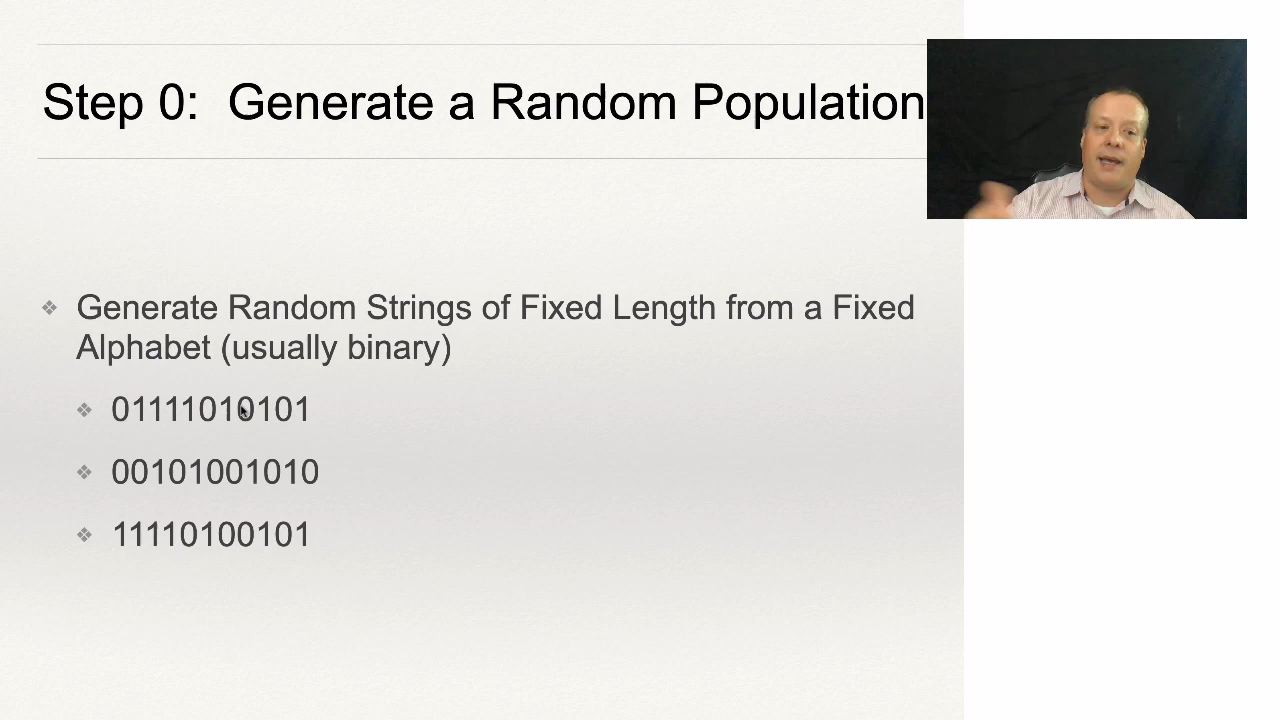 Step 0: Generate a Random Population
Generate Random Strings of Fixed Length from a Fixed
Alphabet (usually binary)
01111010101
00101001010
11110100101